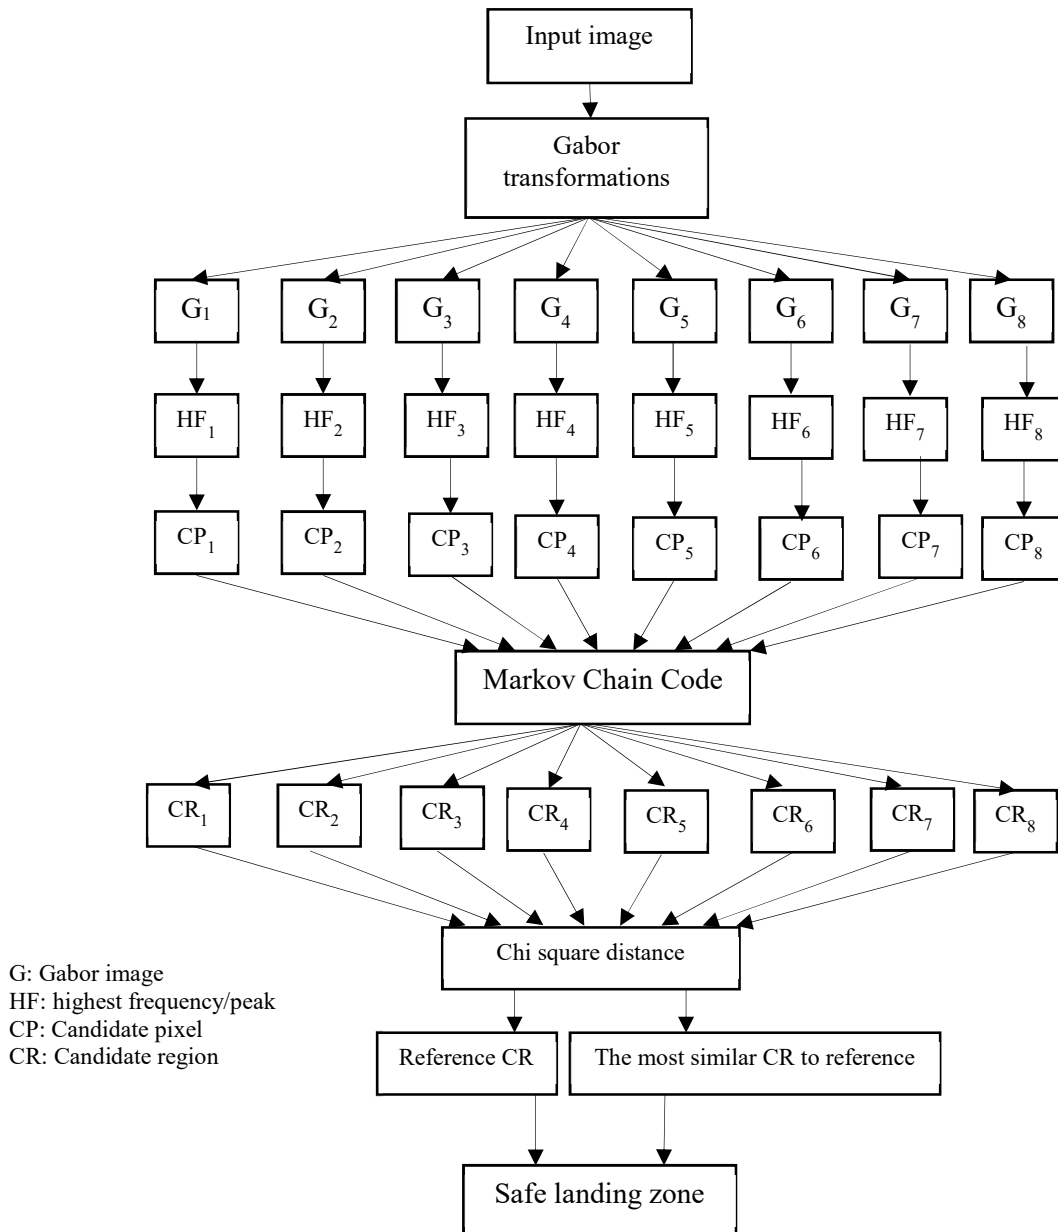 Input image
Gabor
transformations
G1 G2 G3 G4 G5 G6 G7 G8
HF1 HF2 HF3 HF4 HF5 HF6 HF7 HF8
CP1 CP2 CP3 CP4 CP5 CP6 CP7 CP8
Markov Chain Code
CR1 CR2 CR3 CR4 CR5 CR6 CR7 CR8
Chi square distance
G: Gabor image
HF: highest frequency/peak
CP: Candidate pixel
CR: Candidate region
Reference CR
The most similar CR to reference
Safe landing zone